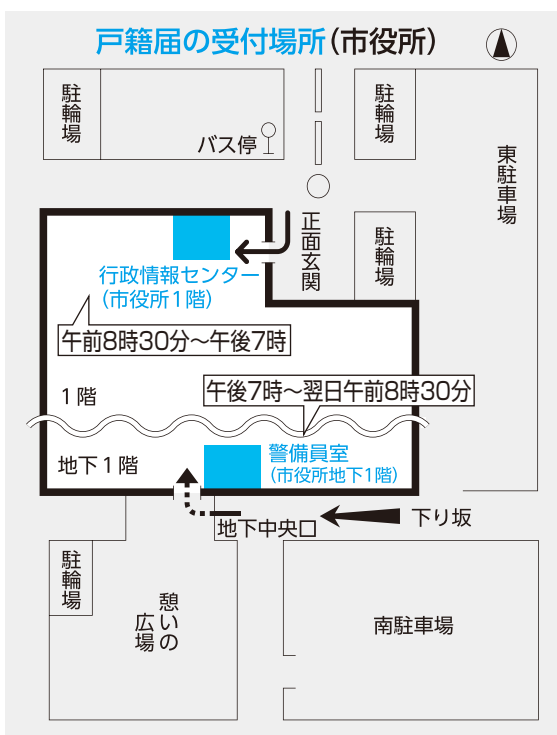 戸籍届の受付場所(市役所)
駐輪場
バス停
駐輪場
東駐車場
正面玄関
駐輪場
行政情報センター
(市役所1階)
午前8時30分～午後7時
1階
午後7時～翌日午前8時30分
地下1階
警備員室
(市役所地下1階)
地下中央口
下り坂
駐輪場
憩いの
広場
南駐車場